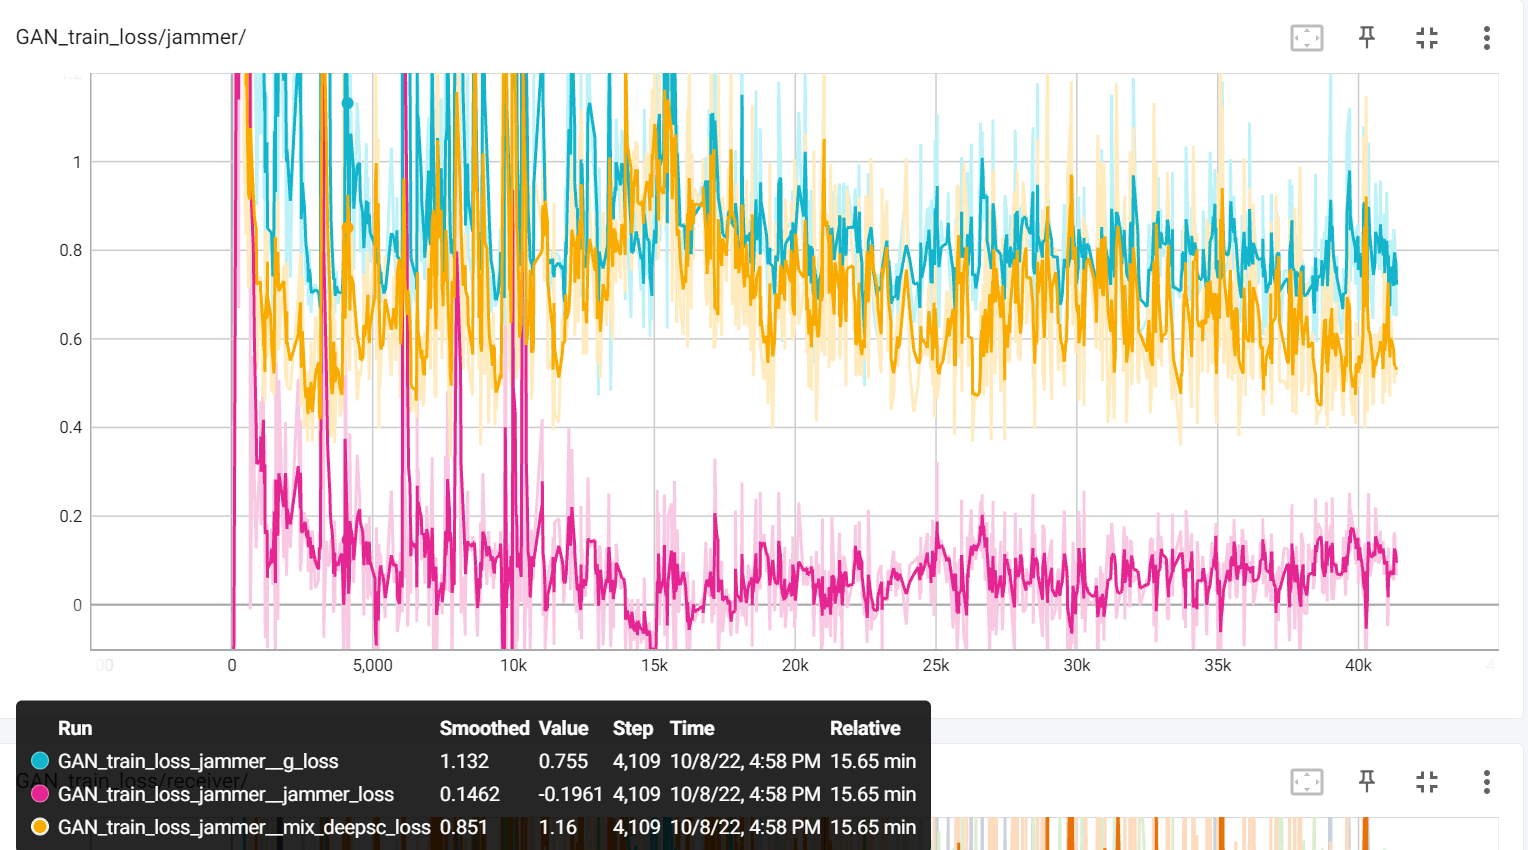 GAN_train_loss/jammer/
1.2
1
0.8
0.6
0.4
0.2
0
0 5,000 10k 15k 20k 25k 30k 35k 40k
Run Smoothed Value Step Time Relative
GAN_train_loss_jammer__g_loss 1.132 0.755 4,109 10/8/22, 4:58 PM 15.65 min
GAN_train_loss/receiver/
GAN_train_loss_jammer__jammer_loss 0.1462 -0.1961 4,109 10/8/22, 4:58 PM 15.65 min
GAN_train_loss_jammer__mix_deepsc_loss 0.851 1.16 4,109 10/8/22, 4:58 PM 15.65 min